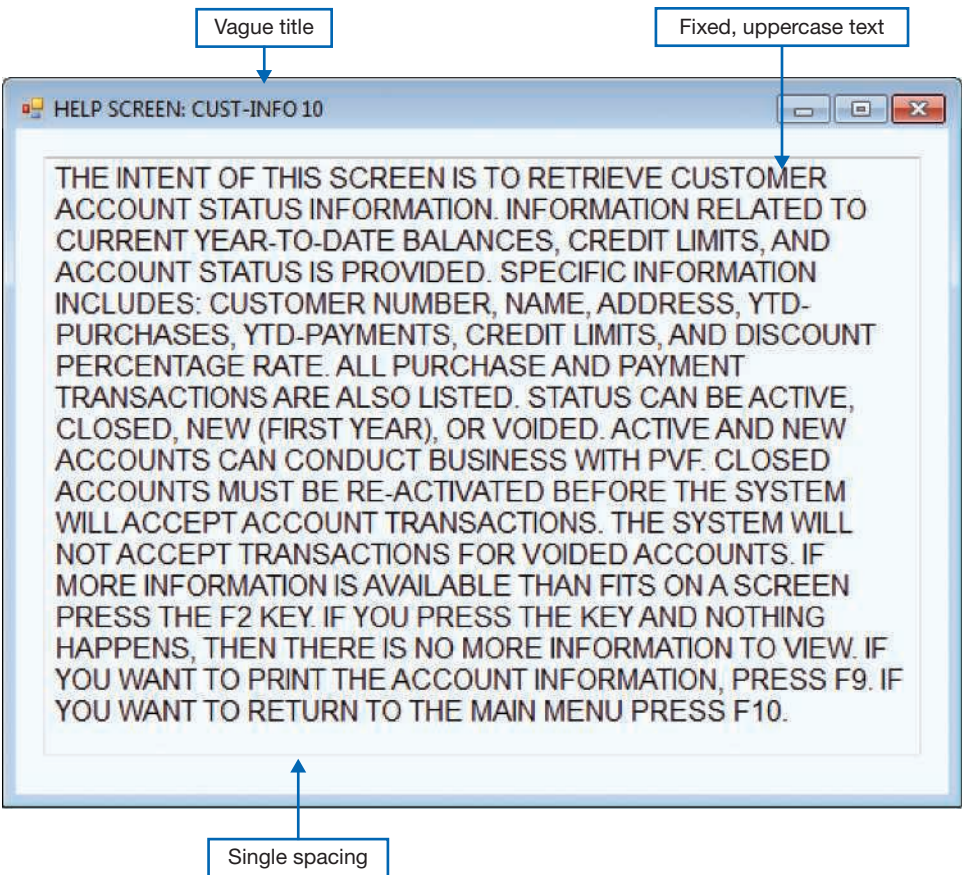 Vague title
Fixed, uppercase text
HELP SCREEN: CUST-INFO 10
THE INTENT OF THIS SCREEN IS TO RETRIEVE CUSTOMER
ACCOUNT STATUS INFORMATION. INFORMATION RELATED TO
CURRENT YEAR-TO-DATE BALANCES, CREDIT LIMITS, AND
ACCOUNT STATUS IS PROVIDED. SPECIFIC INFORMATION
INCLUDES: CUSTOMER NUMBER, NAME, ADDRESS, YTD-
PURCHASES, YTD-PAYMENTS, CREDIT LIMITS, AND DISCOUNT
PERCENTAGE RATE. ALL PURCHASE AND PAYMENT
TRANSACTIONS ARE ALSO LISTED. STATUS CAN BE ACTIVE,
CLOSED, NEW (FIRST YEAR), OR VOIDED. ACTIVE AND NEW
ACCOUNTS CAN CONDUCT BUSINESS WITH PVF. CLOSED
ACCOUNTS MUST BE RE-ACTIVATED BEFORE THE SYSTEM
WILL ACCEPT ACCOUNT TRANSACTIONS. THE SYSTEM WILL
NOT ACCEPT TRANSACTIONS FOR VOIDED ACCOUNTS. IF
MORE INFORMATION IS AVAILABLE THAN FITS ON A SCREEN
PRESS THE F2 KEY. IF YOU PRESS THE KEY AND NOTHING
HAPPENS, THEN THERE IS NO MORE INFORMATION TO VIEW. IF
YOU WANT TO PRINT THE ACCOUNT INFORMATION, PRESS F9. IF
YOU WANT TO RETURN TO THE MAIN MENU PRESS F10.
Single spacing